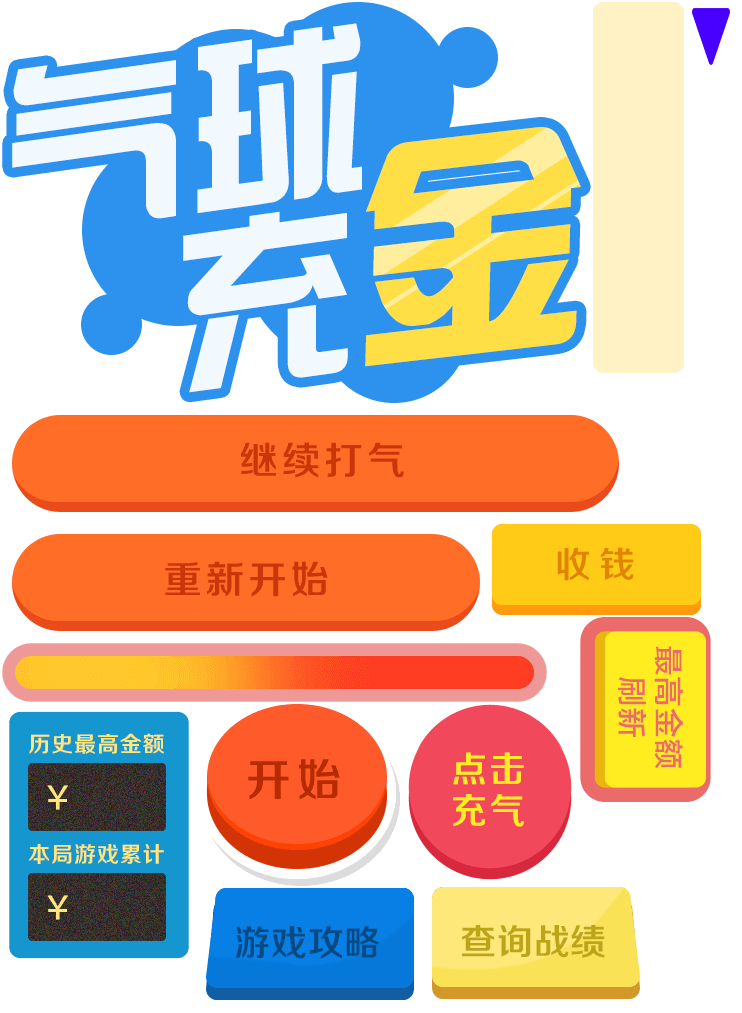 气球
充金
继续打气
重新开始
收钱
最高金额
刷新
历史最高金额
¥
本局游戏累计
¥
开始
点击
充气
游戏攻略
查询战绩